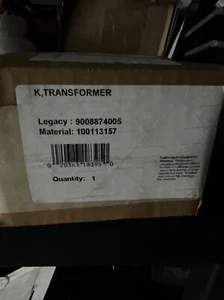 K,TRANSFORMER
Legacy : 9008874005
Material: 100113157
Quantity: 1